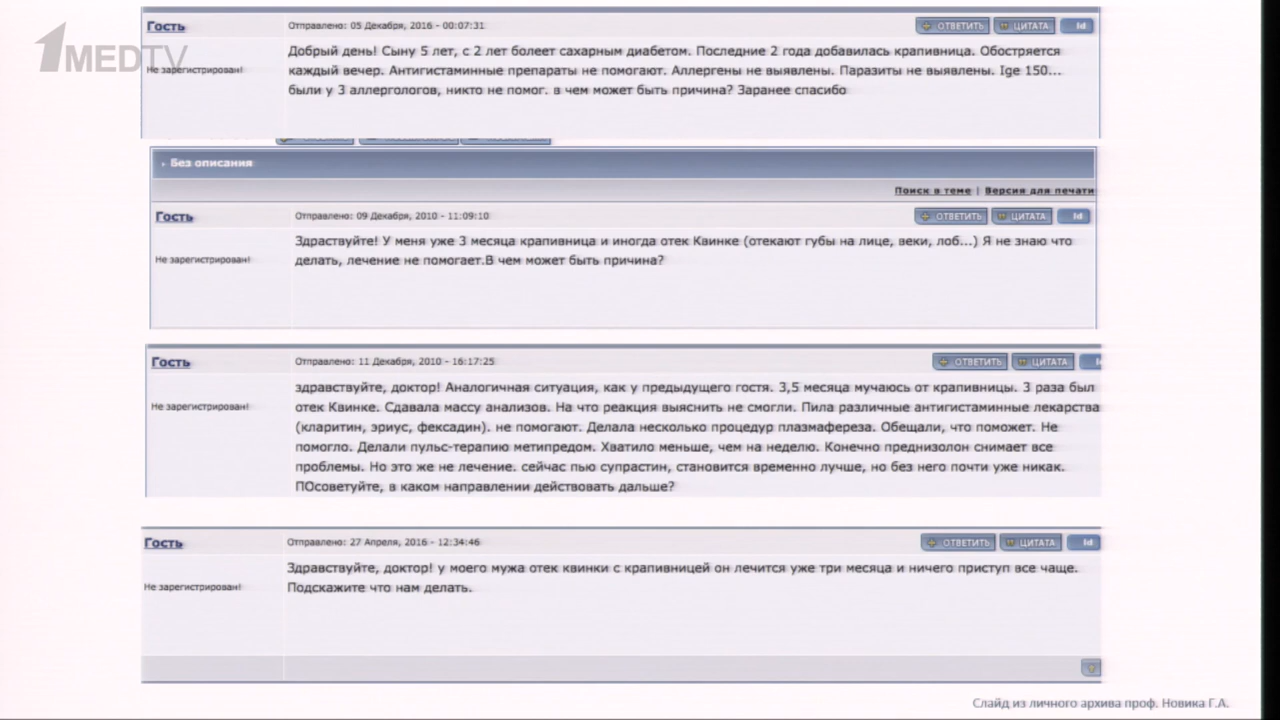 1MEDTV
Гость
Отправлено: 05 Декабря, 2016 - 00:07:31
ОТВЕТИТЬ
ЦИТАТА
Id
Не зарегистрирован!
Добрый день! Сыну 5 лет, с 2 лет болеет сахарным диабетом. Последние 2 года добавилась крапивница. Обостряется
каждый вечер. Антигистаминные препараты не помогают. Аллергены не выявлены. Паразиты не выявлены. Ige 150...
были у 3 аллергологов, никто не помог. в чем может быть причина? Заранее спасибо
Без описания
Поиск в теме | Версия для печати
Гость
Отправлено: 09 Декабря, 2010 - 11:09:10
ОТВЕТИТЬ
ЦИТАТА
Id
Не зарегистрирован!
Здраствуйте! У меня уже 3 месяца крапивница и иногда отек Квинке (отекают губы на лице, веки, лоб...) Я не знаю что
делать, лечение не помогает.В чем может быть причина?
Гость
Отправлено: 11 Декабря, 2010 - 16:17:25
ОТВЕТИТЬ
ЦИТАТА
Не зарегистрирован!
здравствуйте, доктор! Аналогичная ситуация, как у предыдущего гостя. 3,5 месяца мучаюсь от крапивницы. 3 раза был
отек Квинке. Сдавала массу анализов. На что реакция выяснить не смогли. Пила различные антигистаминные лекарства
(кларитин, эриус, фексадин). не помогают. Делала несколько процедур плазмафереза. Обещали, что поможет. Не
помогло. Делали пульс-терапию метипредом. Хватило меньше, чем на неделю. Конечно преднизолон снимает все
проблемы. Но это же не лечение. сейчас пью супрастин, становится временно лучше, но без него почти уже никак.
ПОсоветуйте, в каком направлении действовать дальше?
Гость
Отправлено: 27 Апреля, 2016 - 12:34:46
ОТВЕТИТЬ
ЦИТАТА
Id
Не зарегистрирован!
Здравствуйте, доктор! у моего мужа отек квинки с крапивницей он лечится уже три месяца и ничего приступ все чаще.
Подскажите что нам делать.
Слайд из личного архива проф. Новика Г.А.